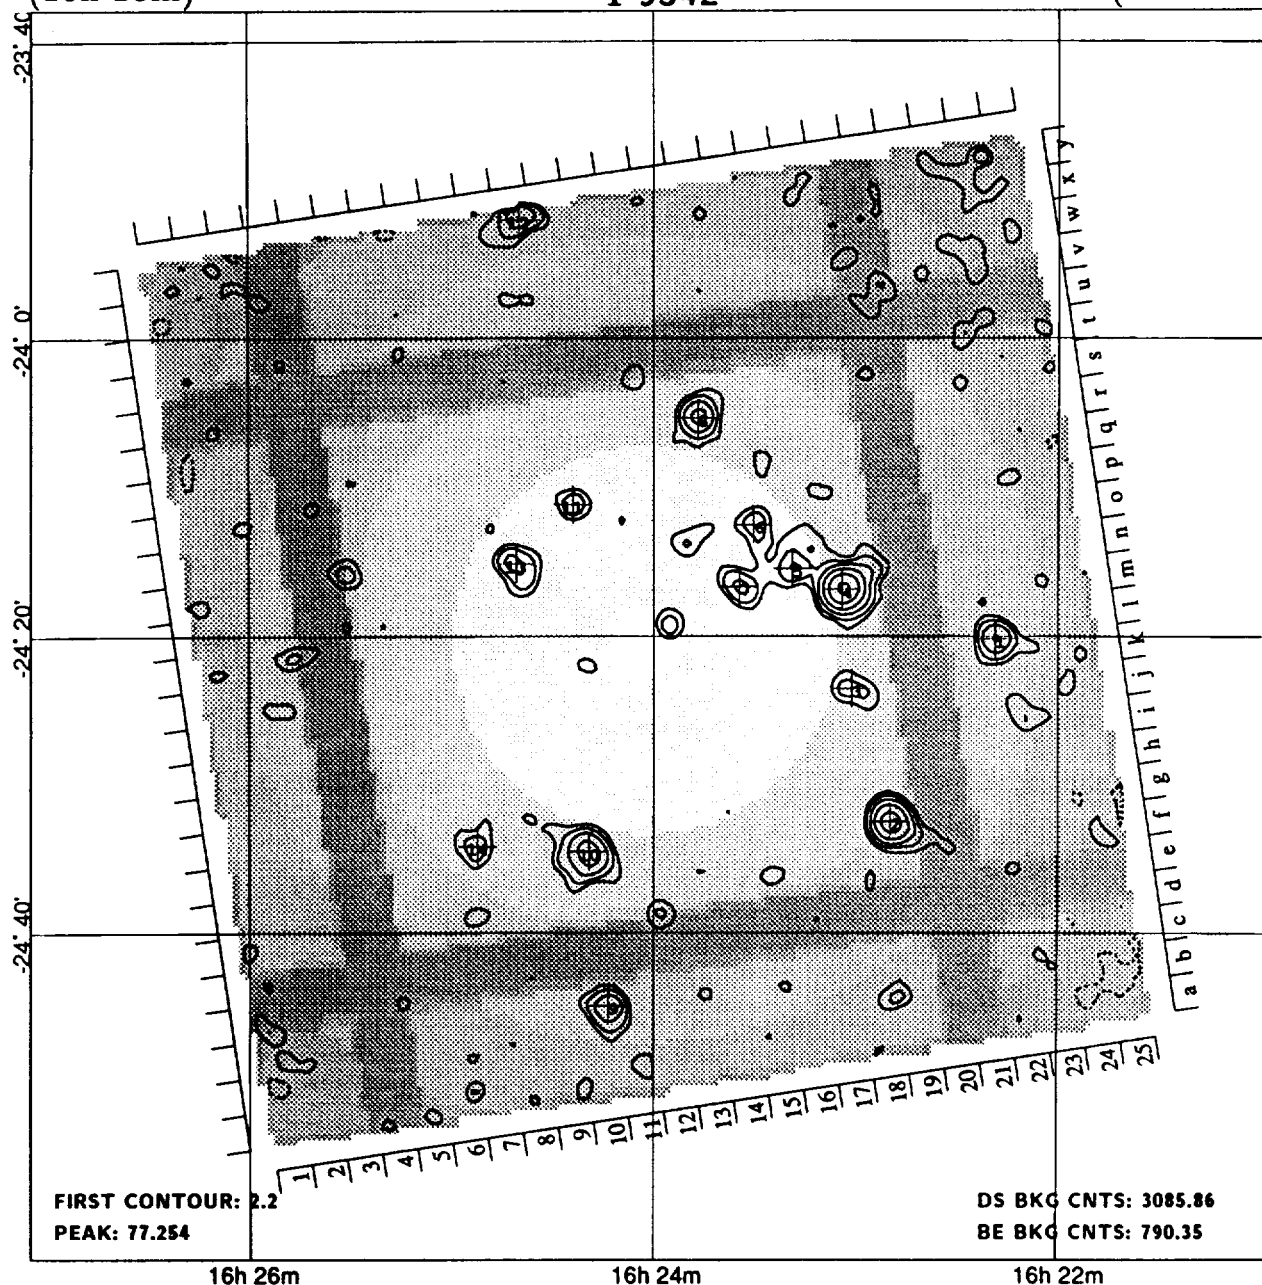 -23° 40
y
x
w
v
u
t
s
r
q
p
o
n
m
l
k
j
i
h
g
f
e
d
c
b
a
-24° 0'
-24° 20'
-24° 40'
1 2 3 4 5 6 7 8 9 10 11 12 13 14 15 16 17 18 19 20 21 22 23 24 25
FIRST CONTOUR: 2.2
PEAK: 77.254
DS BKG CNTS: 3085.86
BE BKG CNTS: 790.35
16h 26m 16h 24m 16h 22m